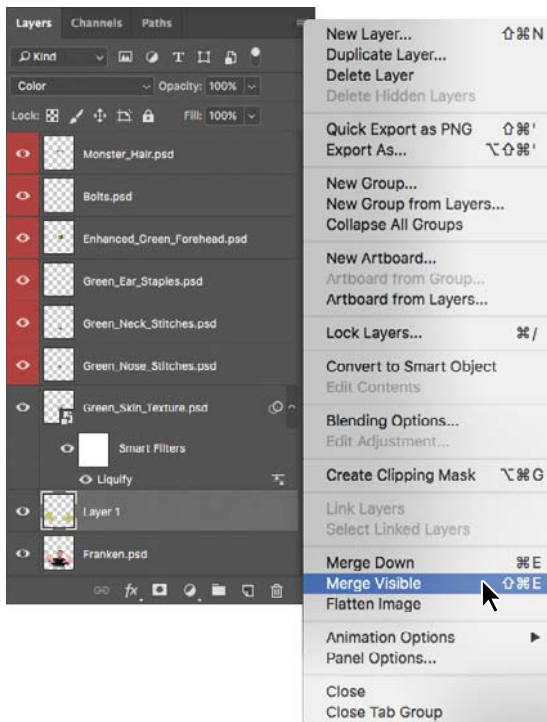 Layers Channels Paths
Kind
Color Opacity: 100%
Lock: Fill: 100%
Monster_Hair.psd
Bolts.psd
Enhanced_Green_Forehead.psd
Green_Ear_Staples.psd
Green_Neck_Stitches.psd
Green_Nose_Stitches.psd
Green_Skin_Texture.psd
Smart Filters
Liquify
Layer 1
Franken.psd
fx
New Layer... ⇧⌘N
Duplicate Layer...
Delete Layer
Delete Hidden Layers
Quick Export as PNG ⇧⌘'
Export As... ⌥⇧⌘'
New Group...
New Group from Layers...
Collapse All Groups
New Artboard...
Artboard from Group...
Artboard from Layers...
Lock Layers... ⌘/
Convert to Smart Object
Edit Contents
Blending Options...
Edit Adjustment...
Create Clipping Mask ⌥⌘G
Link Layers
Select Linked Layers
Merge Down ⌘E
Merge Visible ⇧⌘E
Flatten Image
Animation Options
Panel Options...
Close
Close Tab Group